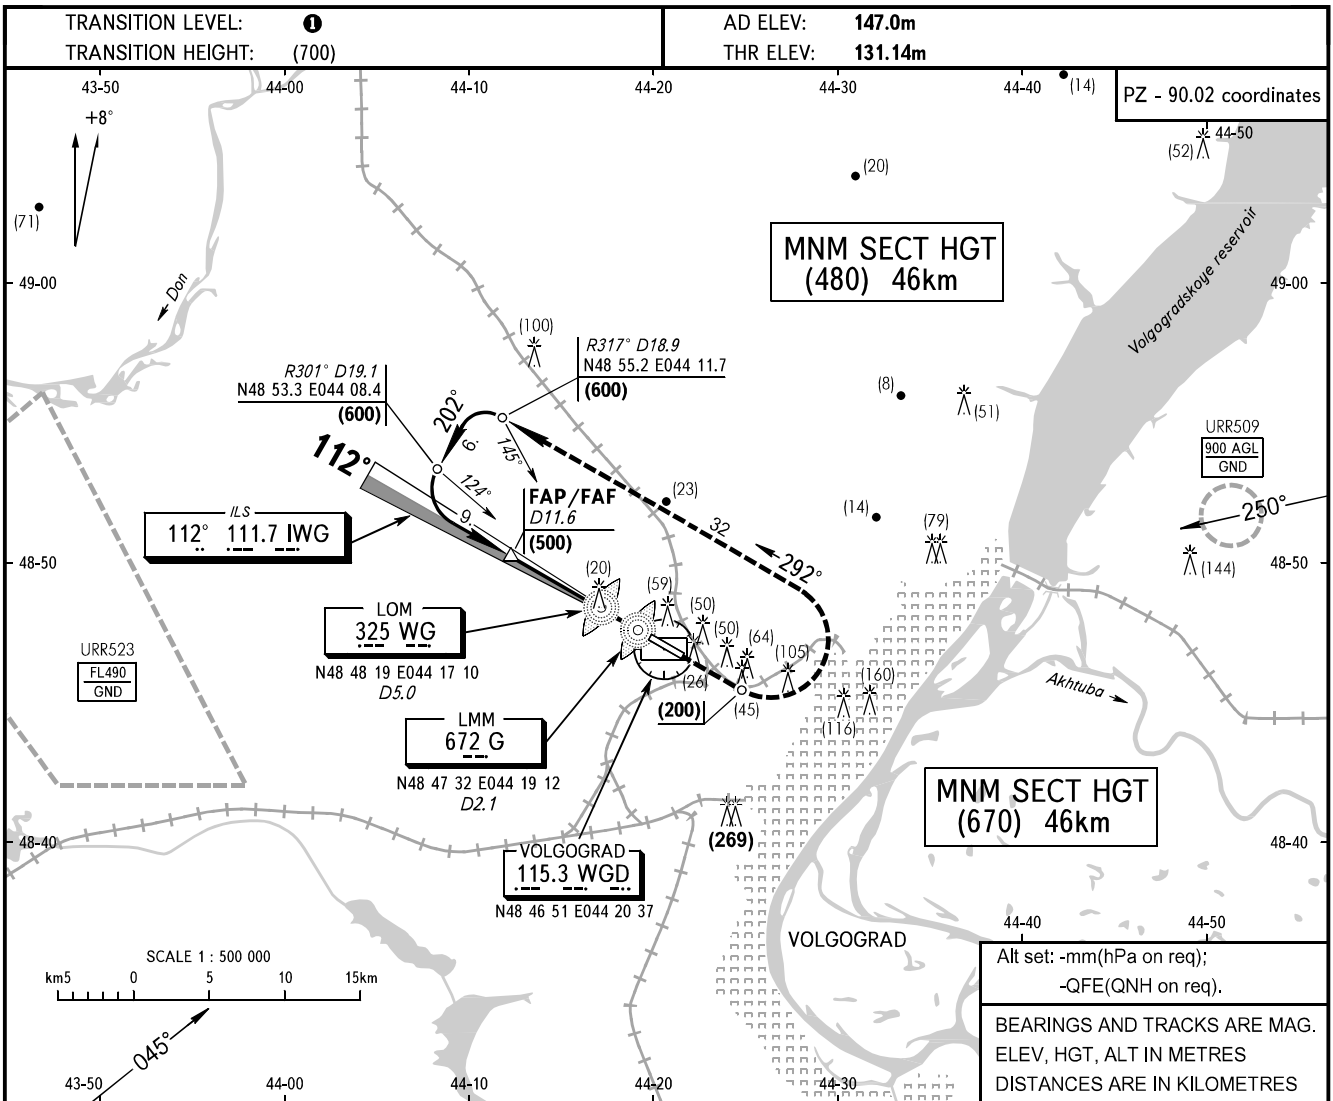 TRANSITION LEVEL: ❶
TRANSITION HEIGHT: (700)
AD ELEV: 147.0m
THR ELEV: 131.14m
PZ - 90.02 coordinates
43-50 44-00 44-10 44-20 44-30 44-40
(14)
44-50
(52)
+8°
(20)
(71)
MNM SECT HGT
(480) 46km
Volgogradskoye reservoir
Don
49-00 49-00
(100)
R317° D18.9
N48 55.2 E044 11.7
(600)
R301° D19.1
N48 53.3 E044 08.4
(600)
(8)
(51)
202°
6.
145°
112°
124°
9.
URR509
900 AGL
GND
250°
FAP/FAF
D11.6
(500)
(23)
32
(14)
(79)
ILS
112° 111.7 IWG
292°
48-50 48-50
(144)
(20)
(59)
(50)
(50)
(64)
(105)
(26)
(160)
(116)
(200)
(45)
LOM
325 WG
N48 48 19 E044 17 10
D5.0
URR523
FL490
GND
Akhtuba
LMM
672 G
N48 47 32 E044 19 12
D2.1
MNM SECT HGT
(670) 46km
(269)
48-40 48-40
VOLGOGRAD
115.3 WGD
N48 46 51 E044 20 37
44-40 44-50
VOLGOGRAD
SCALE 1 : 500 000
km5 0 5 10 15km
045°
Alt set: -mm(hPa on req);
-QFE(QNH on req).
BEARINGS AND TRACKS ARE MAG.
ELEV, HGT, ALT IN METRES
DISTANCES ARE IN KILOMETRES
43-50 44-00 44-10 44-20 44-30